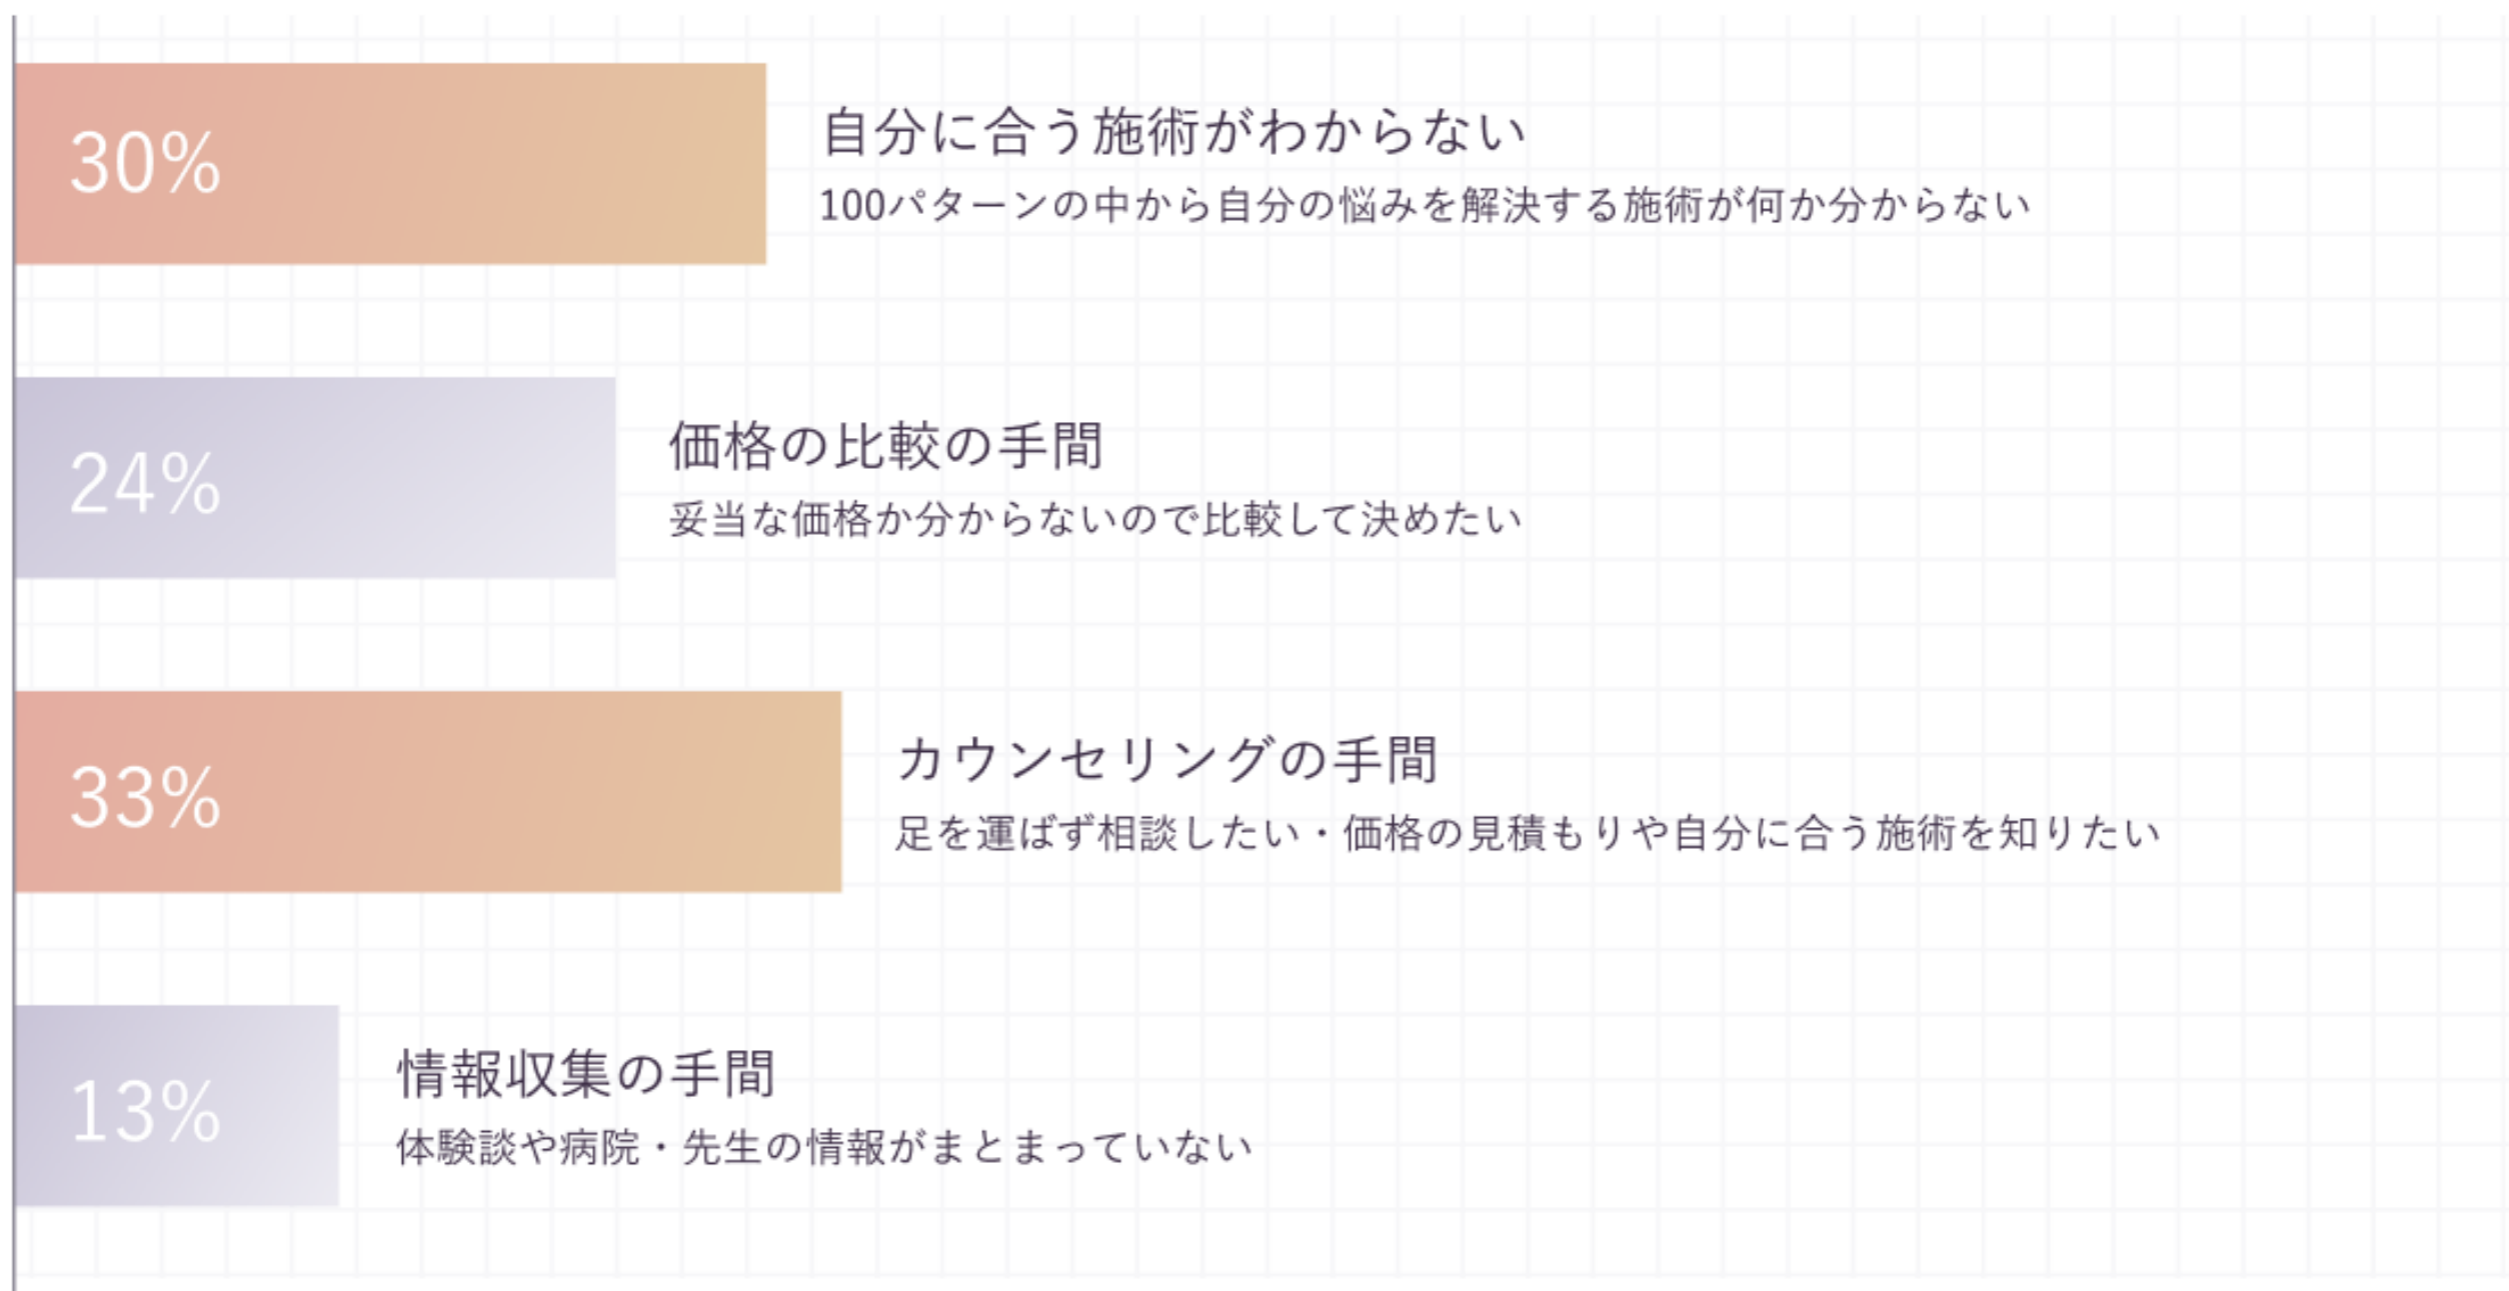 30%
自分に合う施術がわからない
100パターンの中から自分の悩みを解決する施術が何か分からない
24%
価格の比較の手間
妥当な価格か分からないので比較して決めたい
33%
カウンセリングの手間
足を運ばず相談したい・価格の見積もりや自分に合う施術を知りたい
13%
情報収集の手間
体験談や病院・先生の情報がまとまっていない